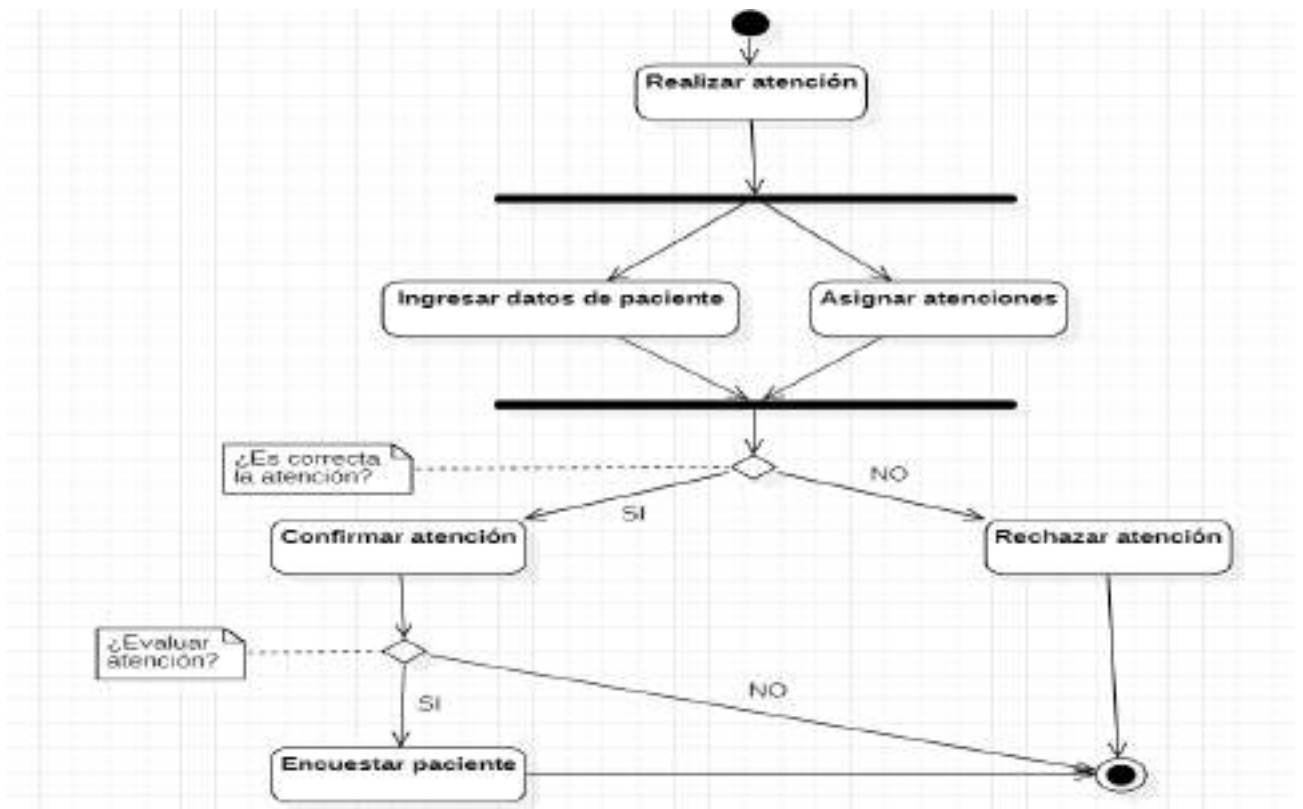 Realizar atención
Ingresar datos de paciente
Asignar atenciones
¿Es correcta
la atención?
NO
SI
Confirmar atención
Rechazar atención
¿Evaluar
atención?
NO
SI
Encuestar paciente